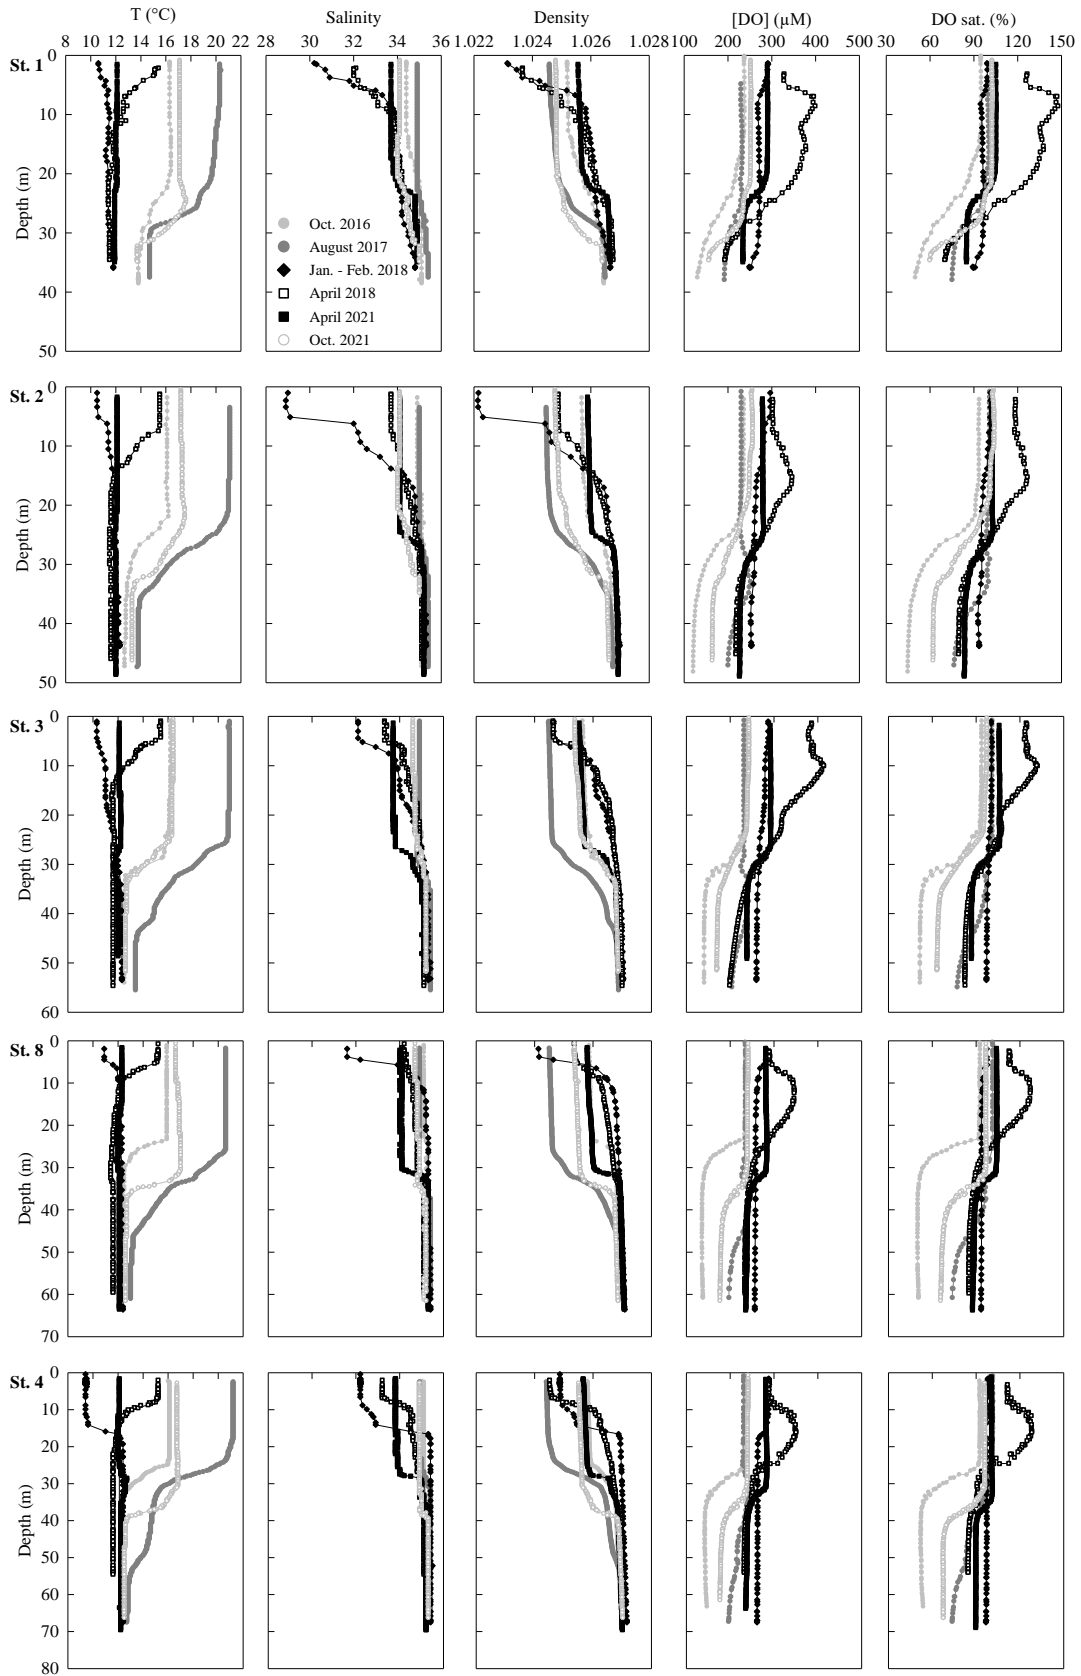 T (°C) Salinity Density [DO] (µM) DO sat. (%)
8 10 12 14 16 18 20 22 28 30 32 34 36 1.022 1.024 1.026 1.028 100 200 300 400 500 30 60 90 120 150
St. 1
0
10
20
30
40
50
Depth (m)
Oct. 2016
August 2017
Jan. - Feb. 2018
April 2018
April 2021
Oct. 2021
St. 2
0
10
20
30
40
50
Depth (m)
St. 3
0
10
20
30
40
50
60
Depth (m)
St. 8
0
10
20
30
40
50
60
70
Depth (m)
St. 4
0
10
20
30
40
50
60
70
80
Depth (m)